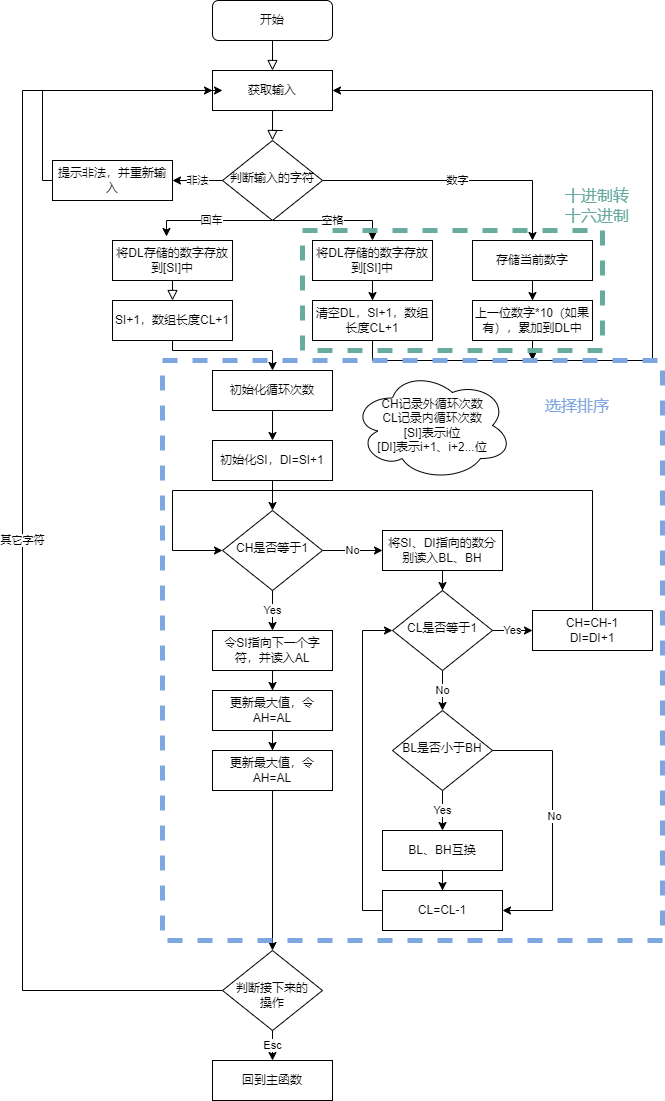 开始
获取输入
提示非法，并重新输
入
非法
判断输入的字符
数字
十进制转
十六进制
回车
空格
将DL存储的数字存放
到[SI]中
将DL存储的数字存放
到[SI]中
存储当前数字
SI+1，数组长度CL+1
清空DL，SI+1，数组
长度CL+1
上一位数字*10（如果
有），累加到DL中
初始化循环次数
CH记录外循环次数
CL记录内循环次数
[SI]表示i位
[DI]表示i+1、i+2...位
选择排序
初始化SI，DI=SI+1
其它字符
CH是否等于1
No
将SI、DI指向的数分
别读入BL、BH
Yes
CL是否等于1
Yes
CH=CH-1
DI=DI+1
令SI指向下一个字
符，并读入AL
No
更新最大值，令
AH=AL
BL是否小于BH
更新最大值，令
AH=AL
Yes
No
BL、BH互换
CL=CL-1
判断接下来的
操作
Esc
回到主函数